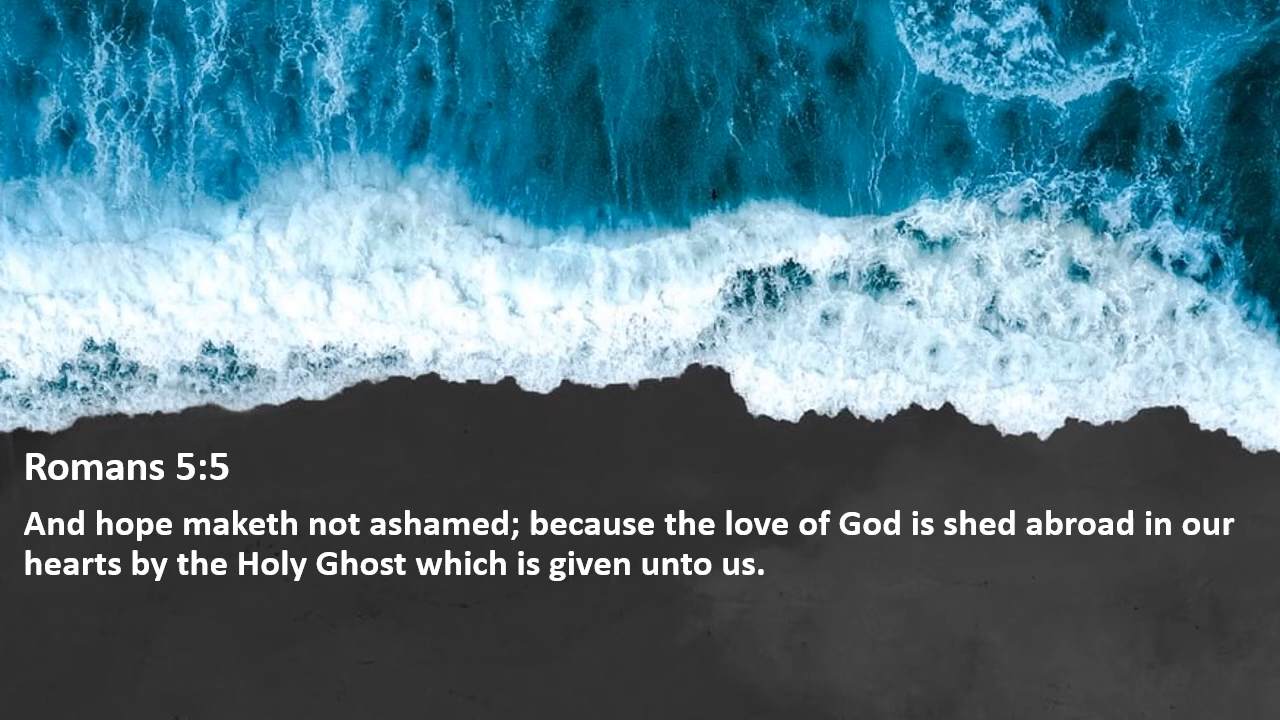 Romans 5:5
And hope maketh not ashamed; because the love of God is shed abroad in our
hearts by the Holy Ghost which is given unto us.